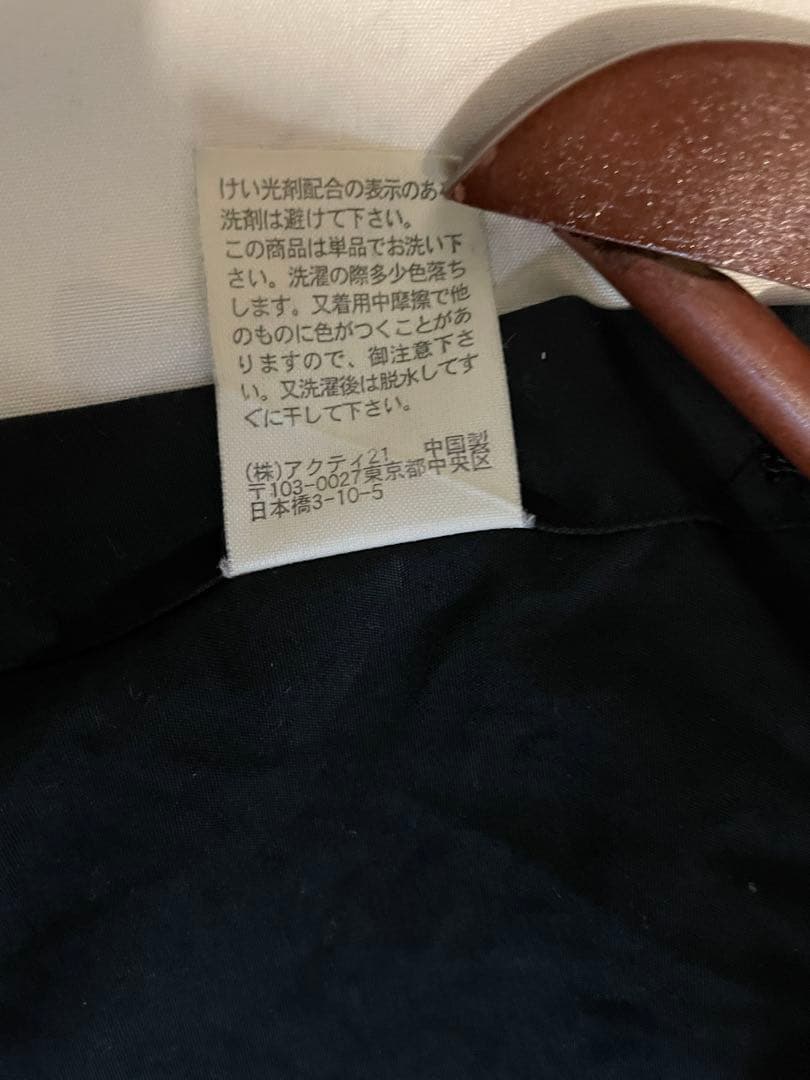 けい光剤配合の表示のあ
洗剤は避けて下さい。
この商品は単品でお洗い下
さい。洗濯の際多少色落ち
します。又着用中摩擦で他
のものに色がつくことがあ
りますので、御注意下さ
い。又洗濯後は脱水してす
ぐに干して下さい。
(株)アクティ21 中国製
〒103-0027東京都中央区
日本橋3-10-5